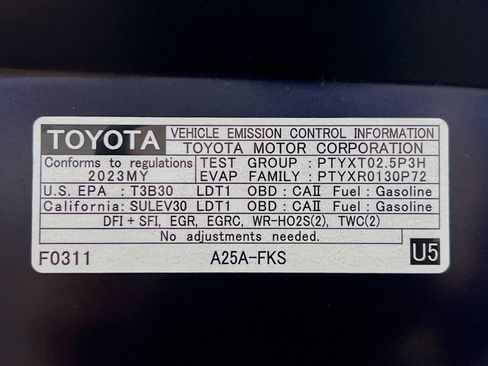 TOYOTA VEHICLE EMISSION CONTROL INFORMATION
TOYOTA MOTOR CORPORATION
Conforms to regulations TEST GROUP : PTYXT02.5P3H
2023MY EVAP FAMILY : PTYXR0130P72
U.S. EPA : T3B30 LDT1 OBD : CAII Fuel : Gasoline
California: SULEV30 LDT1 OBD : CAII Fuel : Gasoline
DFI + SFI, EGR, EGRC, WR-HO2S(2), TWC(2)
No adjustments needed.
F0311 A25A-FKS U5